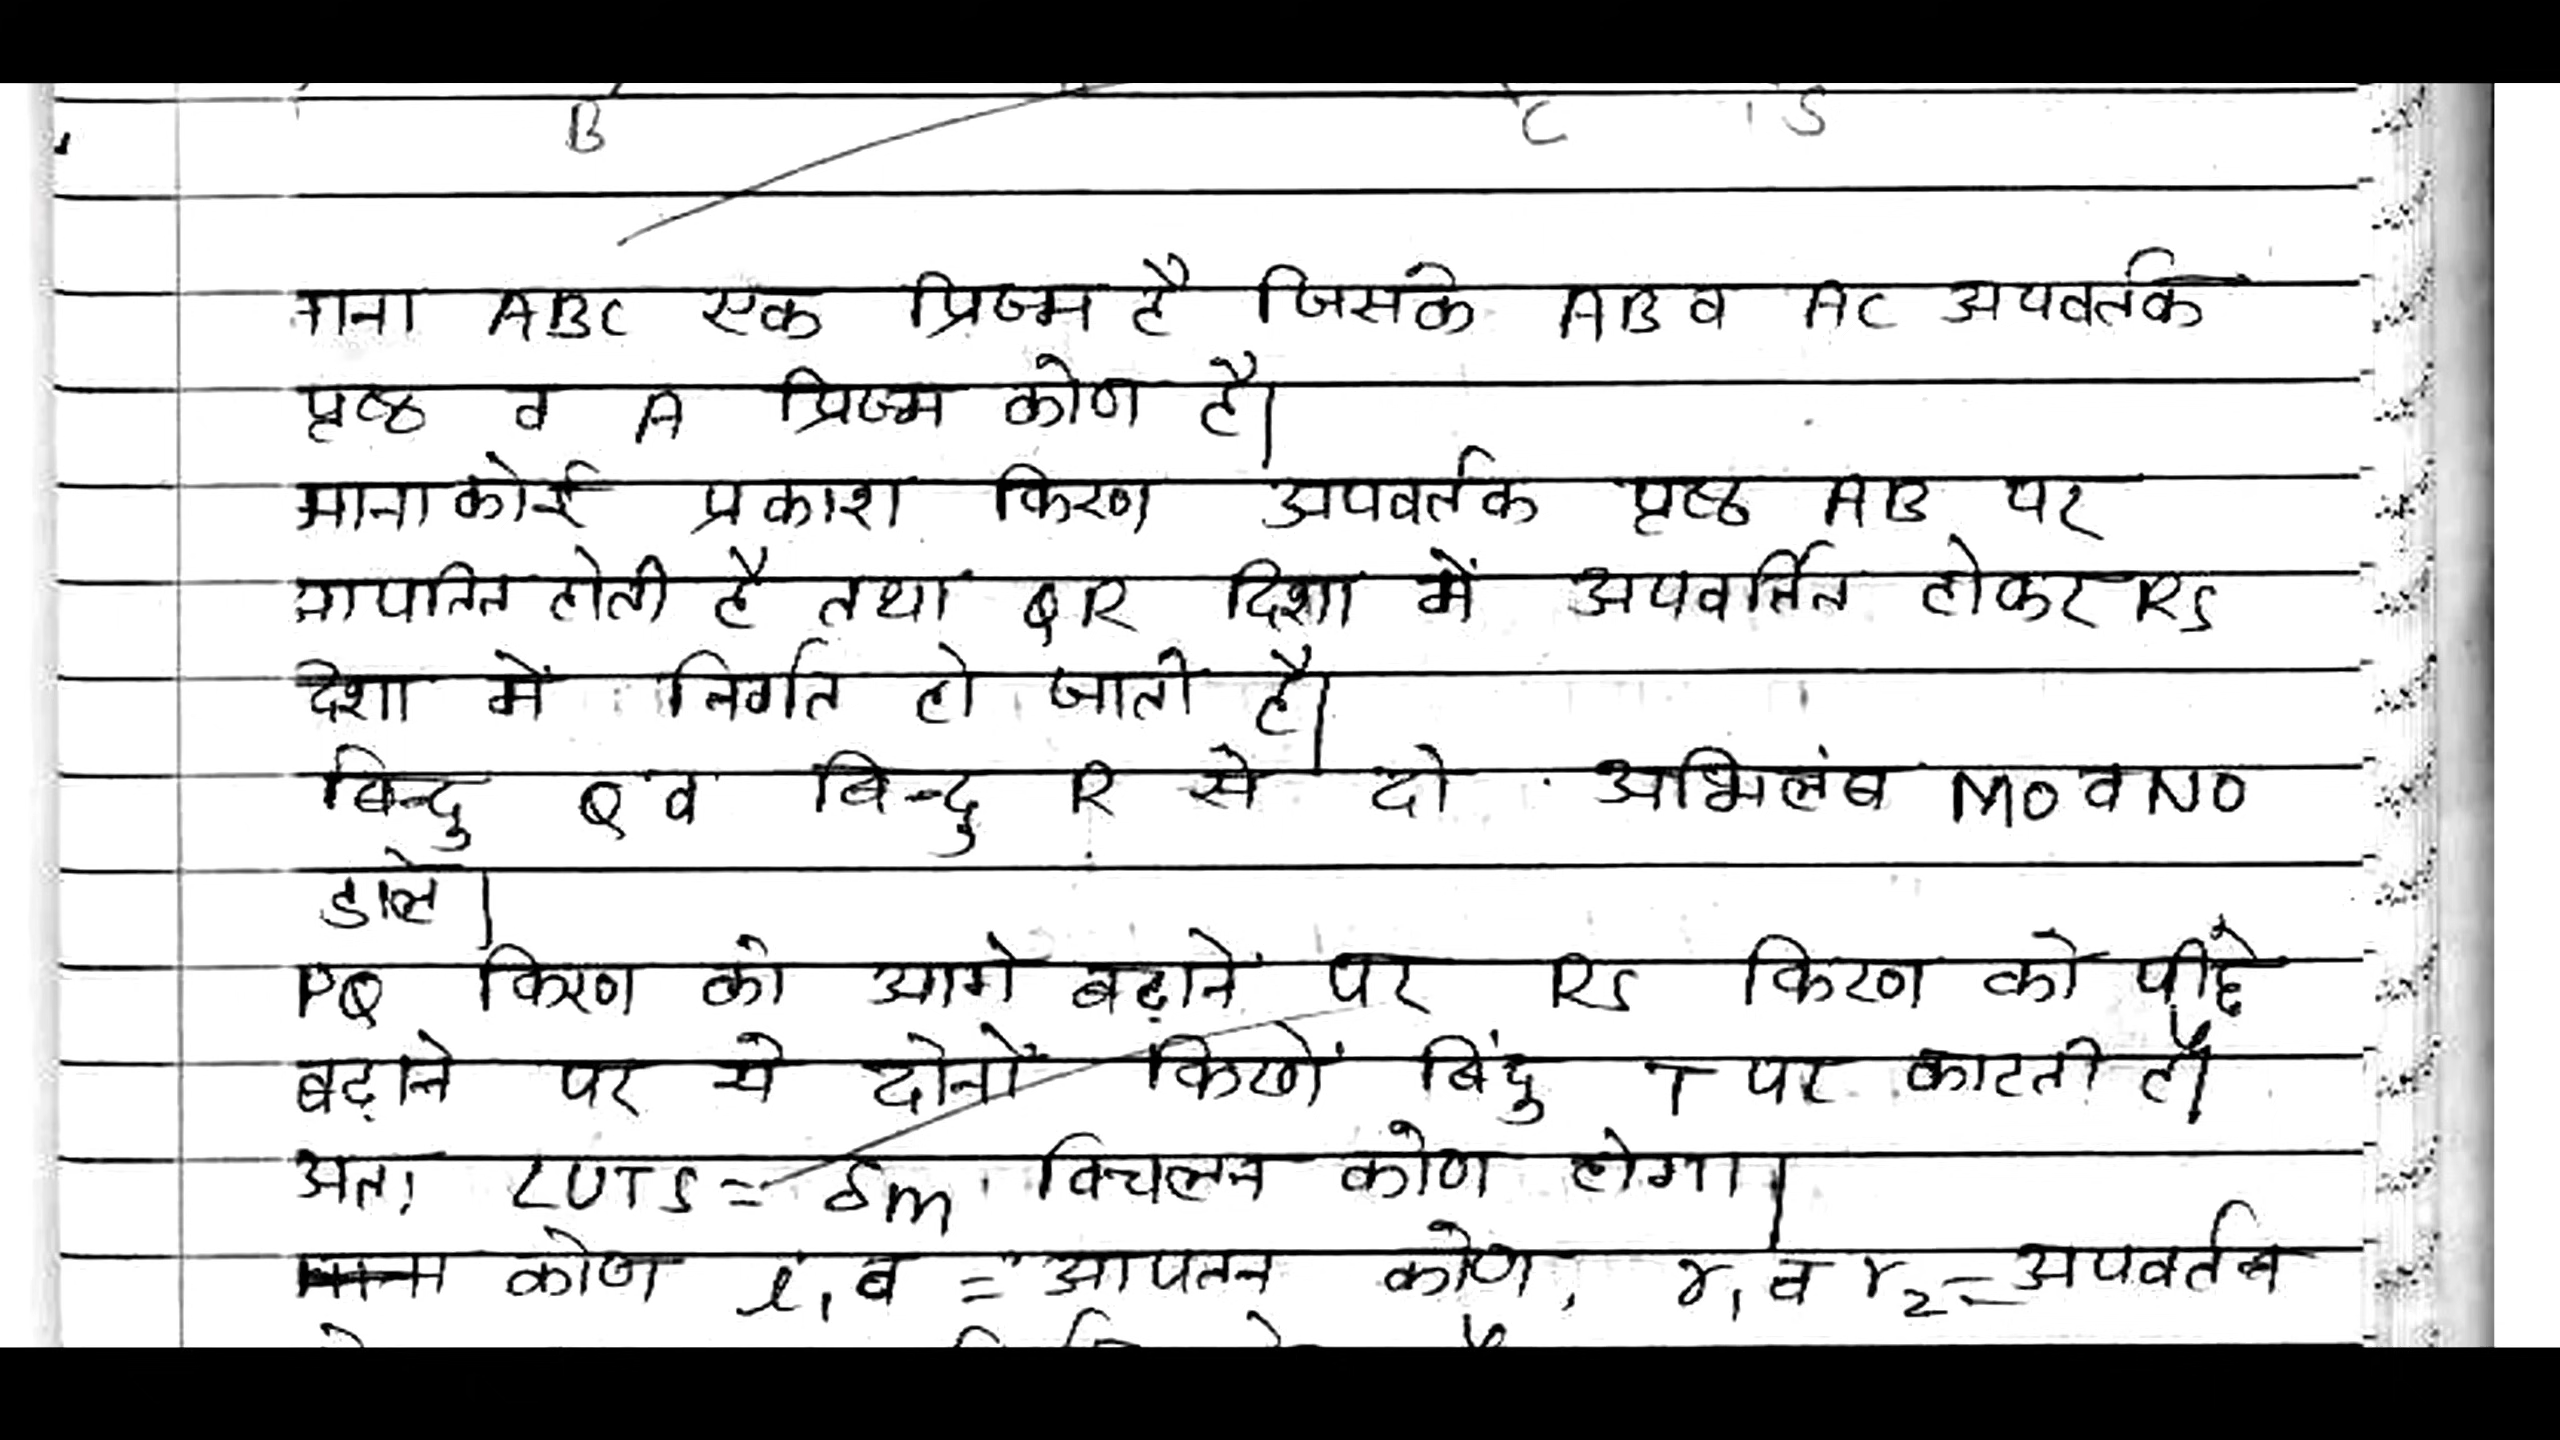 B C S
माना ABC एक प्रिज्म है जिसके AB व AC अपवर्तक
पृष्ठ व A प्रिज्म कोण है।
माना कोई प्रकाश किरण अपवर्तक पृष्ठ AB पर
आपतित होती है तथा QR दिशा में अपवर्तित होकर RS
दिशा में निर्गत हो जाती है।
बिन्दु Q व बिन्दु R से दो अभिलंब MO व NO
डाले।
PQ किरण को आगे बढ़ाने पर RS किरण को पीछे
बढ़ाने पर ये दोनों किरणें बिंदु T पर काटती है।
अतः ∠UTS = δm विचलन कोण होगा।
कोण i₁ व = आपतन कोण, r₁ व r₂ = अपवर्तन